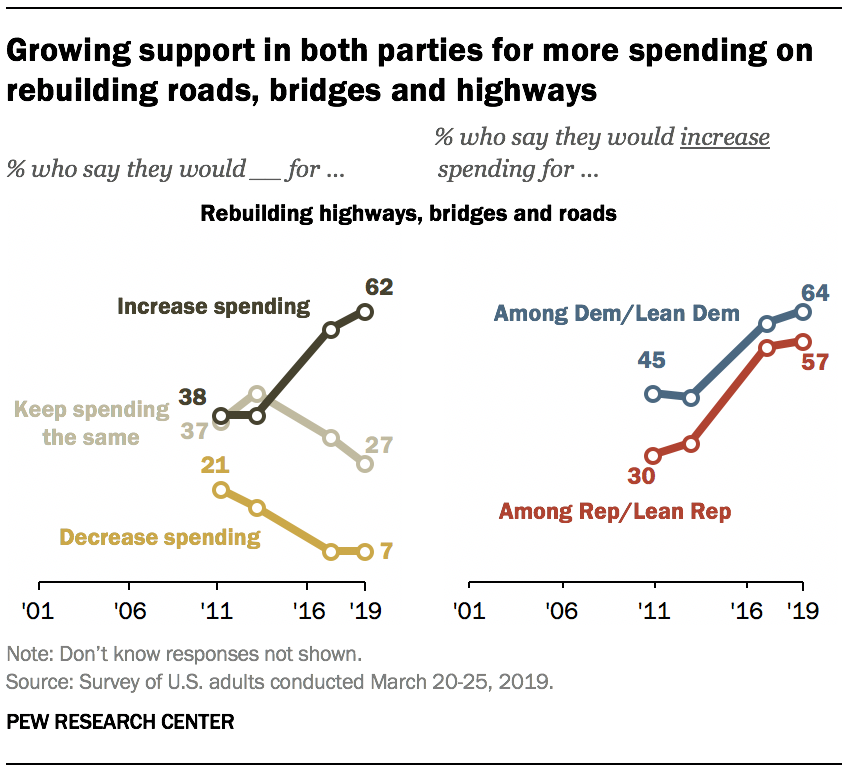 Growing support in both parties for more spending on
rebuilding roads, bridges and highways
% who say they would __ for ...
% who say they would increase
spending for ...
Rebuilding highways, bridges and roads
Increase spending
62
38
Keep spending
the same
37
27
21
Decrease spending
7
'01 '06 '11 '16 '19
Among Dem/Lean Dem
64
45
57
30
Among Rep/Lean Rep
'01 '06 '11 '16 '19
Note: Don't know responses not shown.
Source: Survey of U.S. adults conducted March 20-25, 2019.
PEW RESEARCH CENTER